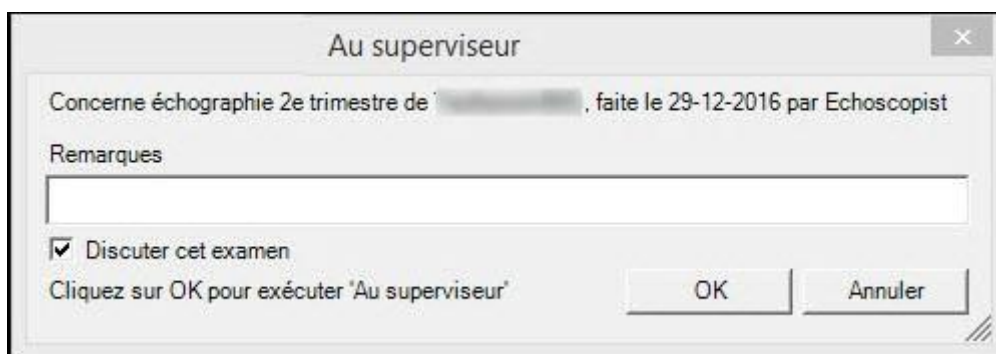 Au superviseur
Concerne échographie 2e trimestre de , faite le 29-12-2016 par Echoscopist
Remarques
Discuter cet examen
Cliquez sur OK pour exécuter 'Au superviseur'
OK
Annuler